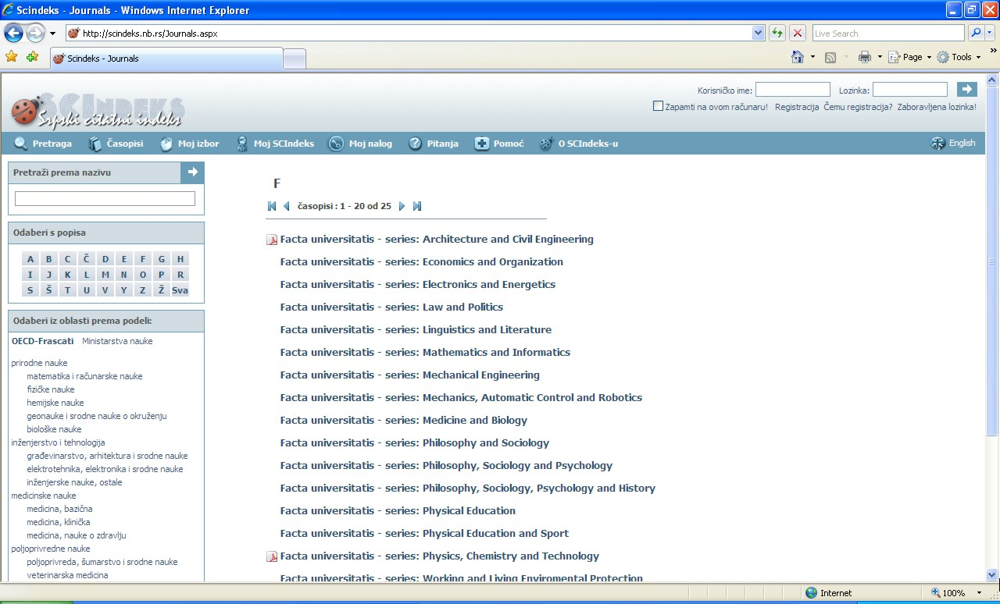 Scindeks - Journals - Windows Internet Explorer
http://scindeks.nb.rs/Journals.aspx
Live Search
Scindeks - Journals
Page
Tools
SCIndeks
Srpski citatni indeks
Korisničko ime:
Lozinka:
Zapamti na ovom računaru!
Registracija
Čemu registracija?
Zaboravljena lozinka!
Pretraga
Časopisi
Moj izbor
Moj SCIndeks
Moj nalog
Pitanja
Pomoć
O SCIndeks-u
English
Pretraži prema nazivu
Odaberi s popisa
A B C Č D E F G H
I J K L M N O P R
S Š T U V Y Z Ž Sva
Odaberi iz oblasti prema podeli:
OECD-Frascati Ministarstva nauke
prirodne nauke
matematika i računarske nauke
fizičke nauke
hemijske nauke
geonauke i srodne nauke o okruženju
biološke nauke
inženjerstvo i tehnologija
građevinarstvo, arhitektura i srodne nauke
elektrotehnika, elektronika i srodne nauke
inženjerske nauke, ostale
medicinske nauke
medicina, bazična
medicina, klinička
medicina, nauke o zdravlju
poljoprivredne nauke
poljoprivreda, šumarstvo i srodne nauke
veterinarska medicina
F
časopisi : 1 - 20 od 25
Facta universitatis - series: Architecture and Civil Engineering
Facta universitatis - series: Economics and Organization
Facta universitatis - series: Electronics and Energetics
Facta universitatis - series: Law and Politics
Facta universitatis - series: Linguistics and Literature
Facta universitatis - series: Mathematics and Informatics
Facta universitatis - series: Mechanical Engineering
Facta universitatis - series: Mechanics, Automatic Control and Robotics
Facta universitatis - series: Medicine and Biology
Facta universitatis - series: Philosophy and Sociology
Facta universitatis - series: Philosophy, Sociology and Psychology
Facta universitatis - series: Philosophy, Sociology, Psychology and History
Facta universitatis - series: Physical Education
Facta universitatis - series: Physical Education and Sport
Facta universitatis - series: Physics, Chemistry and Technology
Facta universitatis - series: Working and Living Enviromental Protection
Internet
100%